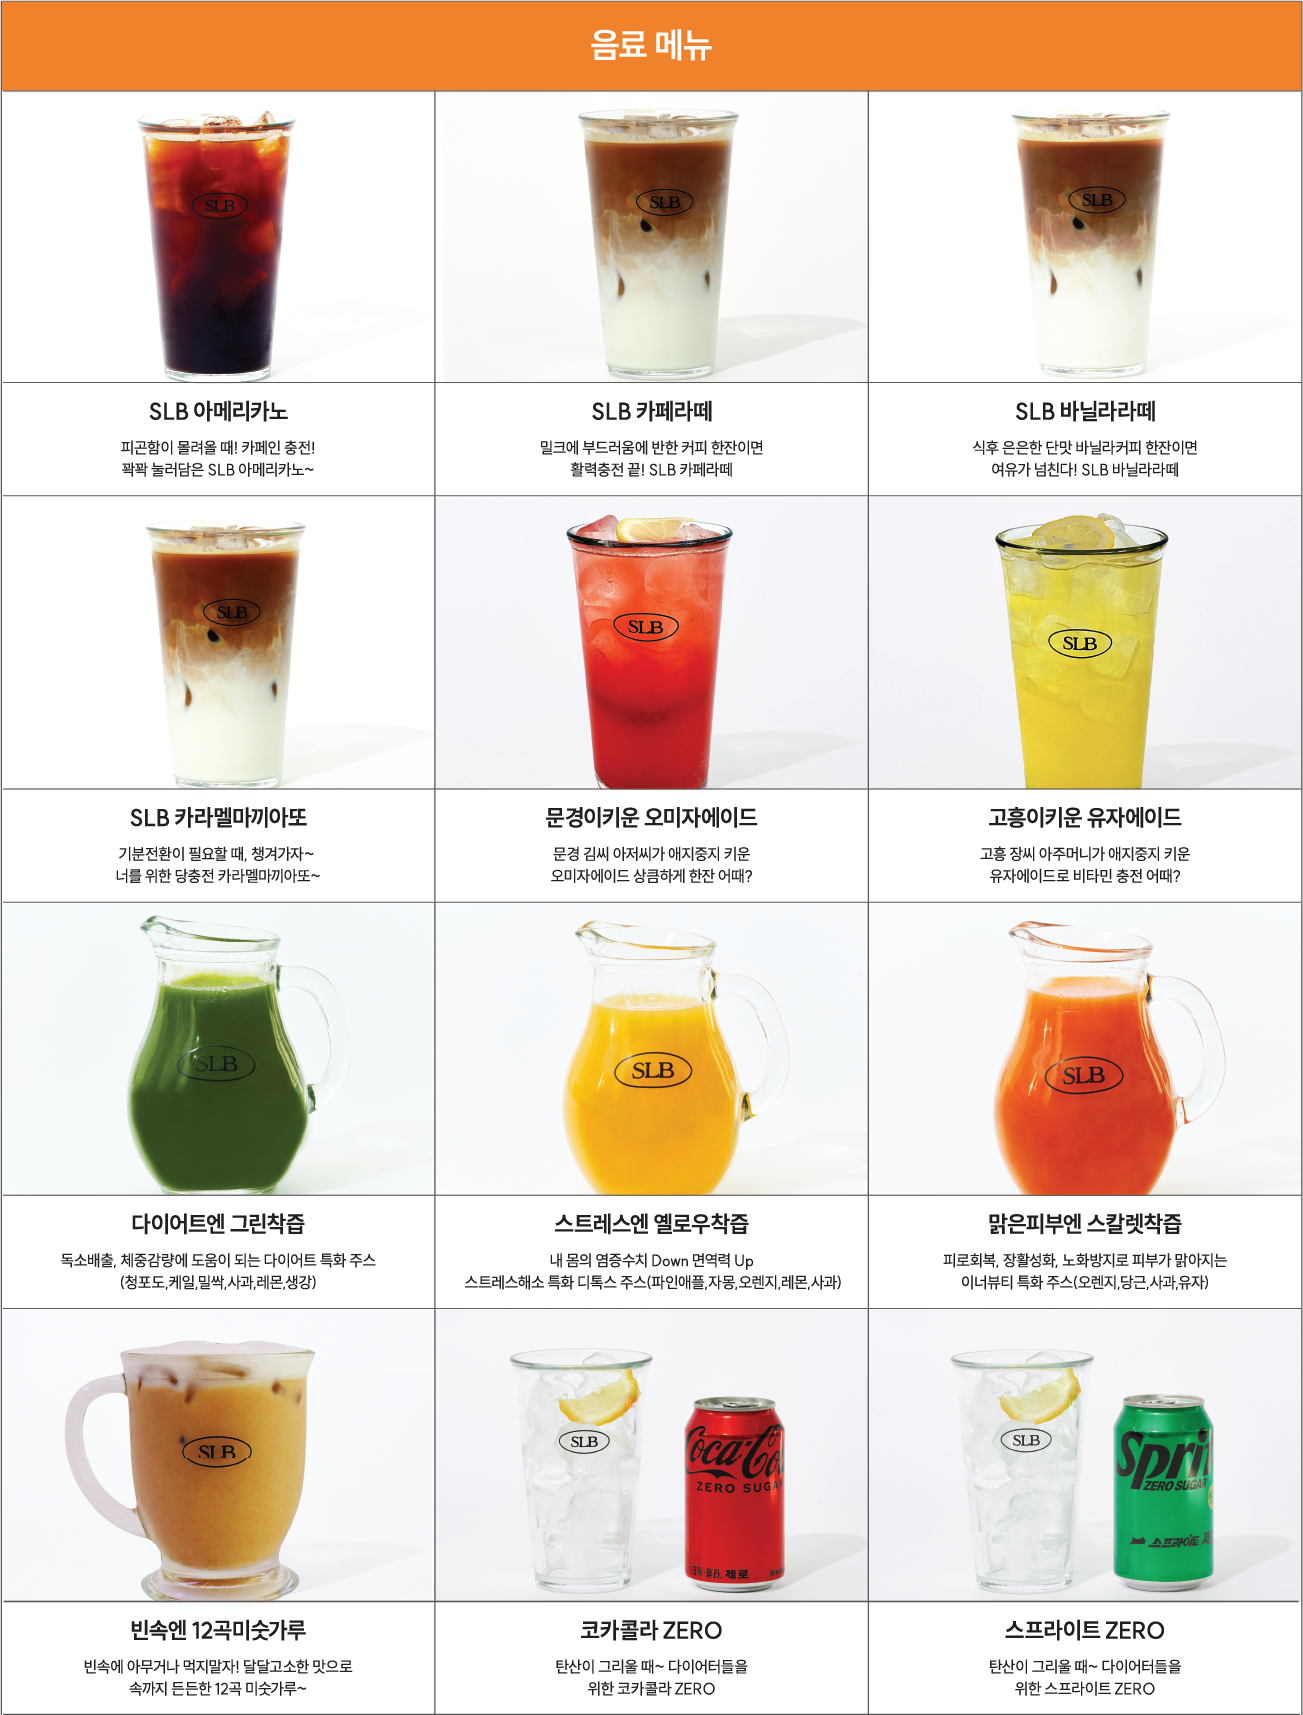 음료 메뉴
SLB
SLB
SLB
SLB 아메리카노
피곤함이 몰려올 때! 카페인 충전!
꽉꽉 눌러담은 SLB 아메리카노~
SLB 카페라떼
밀크에 부드러움에 반한 커피 한잔이면
활력충전 끝! SLB 카페라떼
SLB 바닐라라떼
식후 은은한 단맛 바닐라커피 한잔이면
여유가 넘친다! SLB 바닐라라떼
SLB
SLB
SLB
SLB 카라멜마끼아또
기분전환이 필요할 때, 챙겨가자~
너를 위한 당충전 카라멜마끼아또~
문경이키운 오미자에이드
문경 김씨 아저씨가 애지중지 키운
오미자에이드 상큼하게 한잔 어때?
고흥이키운 유자에이드
고흥 장씨 아주머니가 애지중지 키운
유자에이드로 비타민 충전 어때?
SLB
SLB
SLB
다이어트엔 그린착즙
독소배출, 체중감량에 도움이 되는 다이어트 특화 주스
(청포도,케일,밀싹,사과,레몬,생강)
스트레스엔 옐로우착즙
내 몸의 염증수치 Down 면역력 Up
스트레스해소 특화 디톡스 주스(파인애플,자몽,오렌지,레몬,사과)
맑은피부엔 스칼렛착즙
피로회복, 장활성화, 노화방지로 피부가 맑아지는
이너뷰티 특화 주스(오렌지,당근,사과,유자)
SLB
SLB
Coca-Co
ZERO SUGAR
코카-콜라. 제로
SLB
Sprit
ZERO SUGAR
스프라이트 제
빈속엔 12곡미숫가루
빈속에 아무거나 먹지말자! 달달고소한 맛으로
속까지 든든한 12곡 미숫가루~
코카콜라 ZERO
탄산이 그리울 때~ 다이어터들을
위한 코카콜라 ZERO
스프라이트 ZERO
탄산이 그리울 때~ 다이어터들을
위한 스프라이트 ZERO